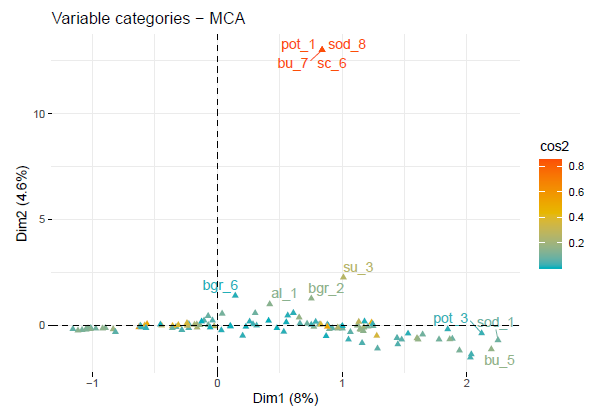 Variable categories − MCA
pot_1 sod_8
bu_7 sc_6
10
cos2
0.8
0.6
0.4
0.2
Dim2 (4.6%)
5
su_3
bgr_6
al_1
bgr_2
pot_3
sod_1
0
bu_5
−1
0
1
2
Dim1 (8%)